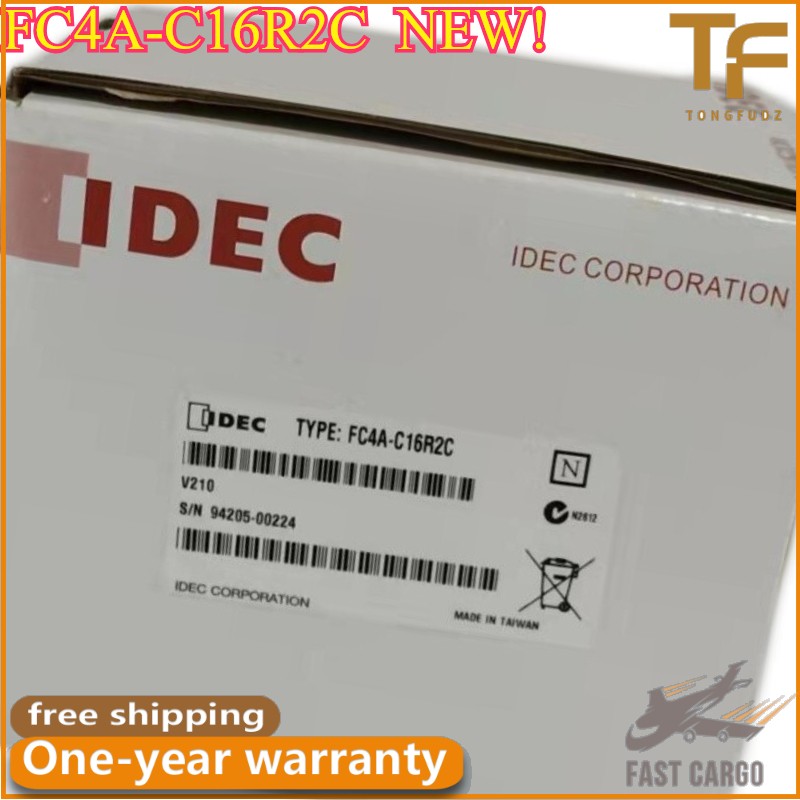 FC4A-C16R2C NEW!
TF
TONGFUOZ
IDEC
IDEC CORPORATION
IDEC TYPE: FC4A-C16R2C
N
V210
N2612
S/N 94205-00224
IDEC CORPORATION
MADE IN TAIWAN
free shipping
One-year warranty
FAST CARGO